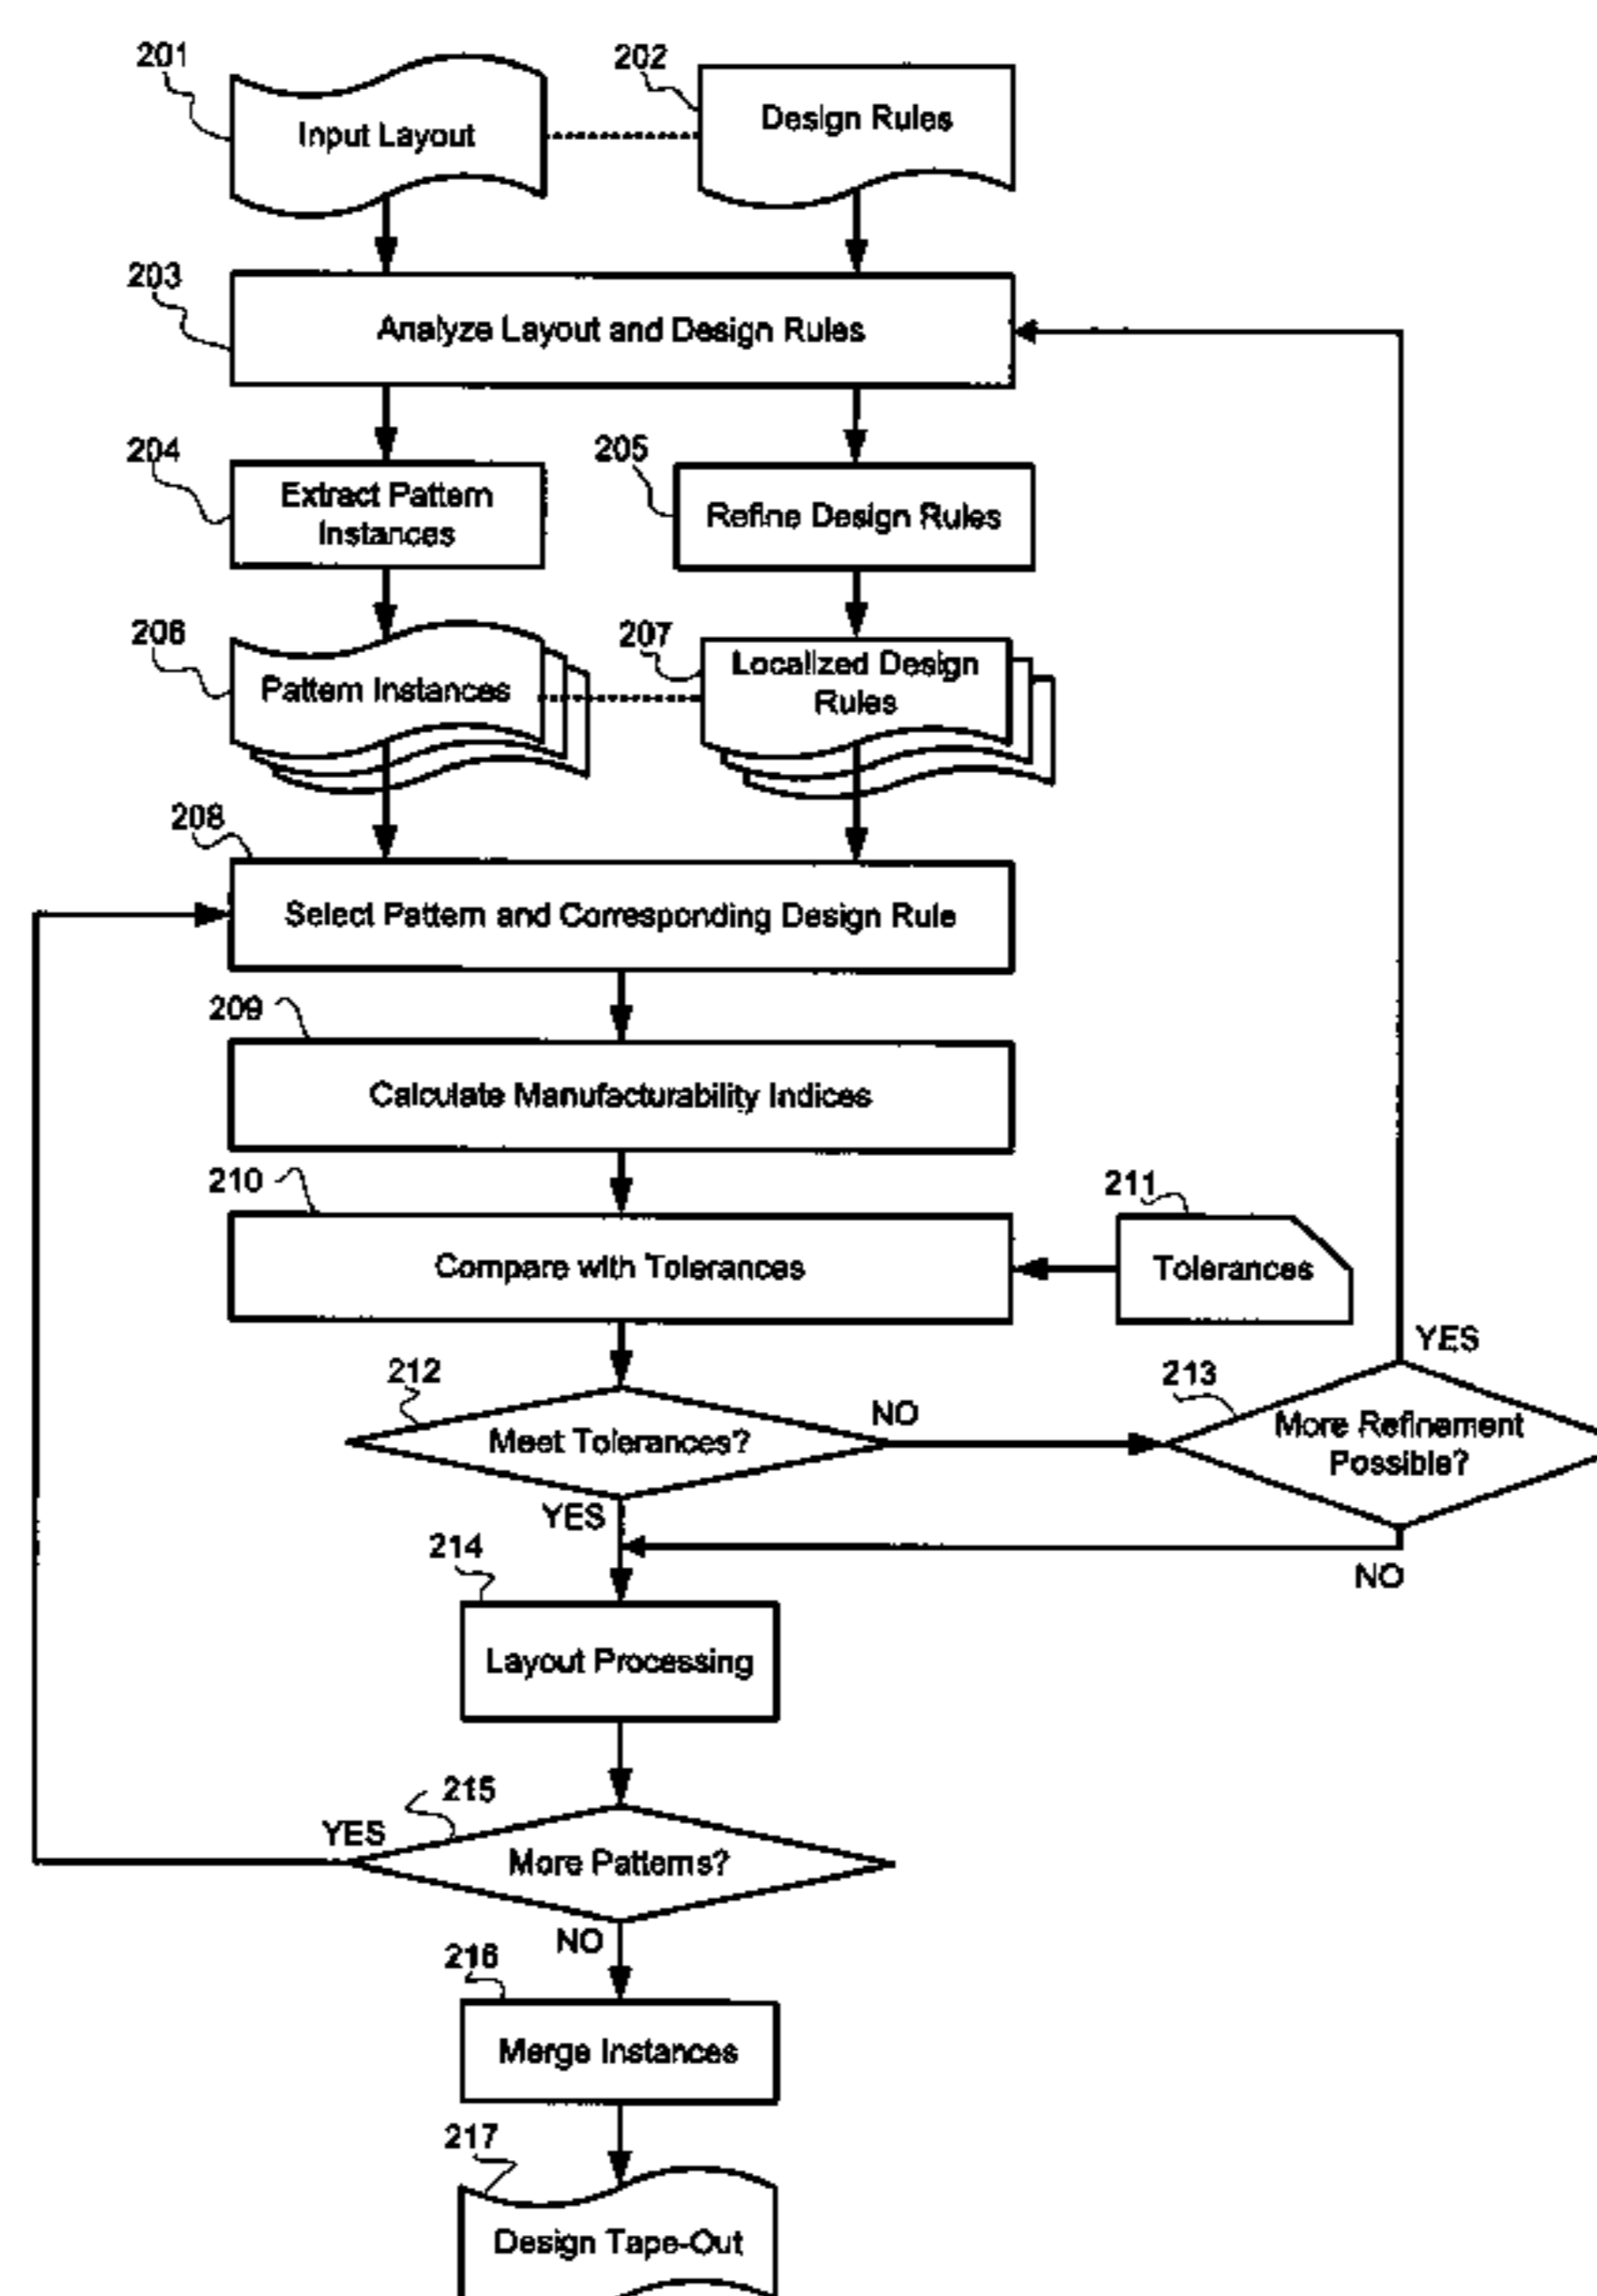 201
Input Layout
202
Design Rules
203
Analyze Layout and Design Rules
204
Extract Pattern
Instances
205
Refine Design Rules
206
Pattern Instances
207
Localized Design
Rules
208
Select Pattern and Corresponding Design Rule
209
Calculate Manufacturability Indices
210
Compare with Tolerances
211
Tolerances
212
Meet Tolerances?
NO
YES
213
More Refinement
Possible?
YES
NO
214
Layout Processing
215
More Patterns?
YES
NO
216
Merge Instances
217
Design Tape-Out